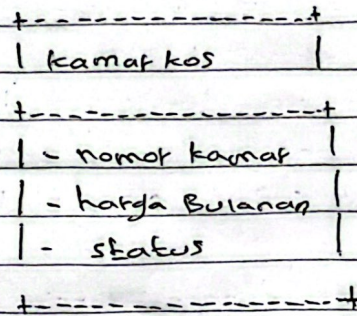 +----------------+
| kamar kos |
+----------------+
| - nomor kamar |
| - harga Bulanan |
| - status |
+----------------+